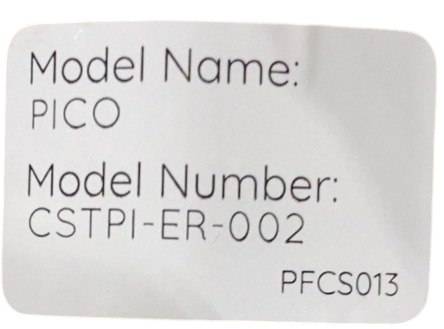 Model Name:
PICO
Model Number:
CSTPI-ER-002
PFCS013